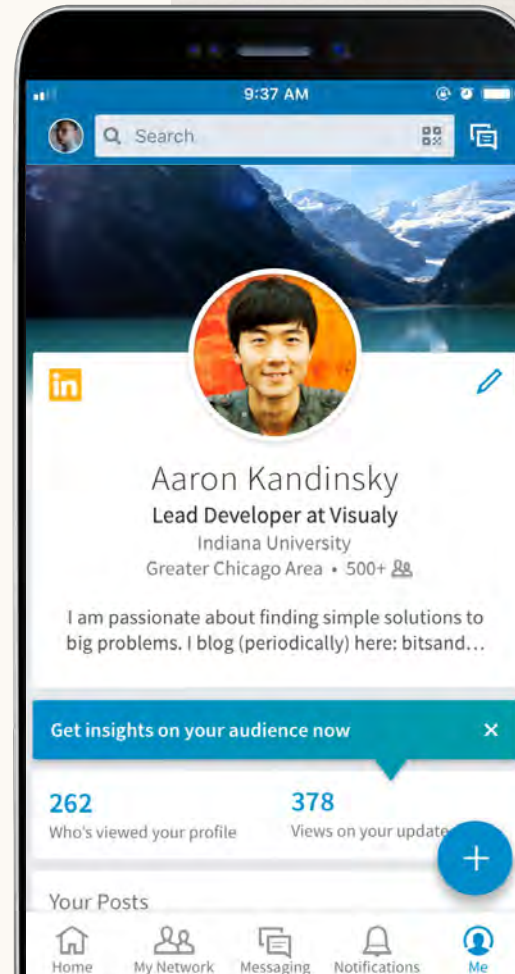 9:37 AM
Search
in
Aaron Kandinsky
Lead Developer at Visualy
Indiana University
Greater Chicago Area • 500+
I am passionate about finding simple solutions to
big problems. I blog (periodically) here: bitsand...
Get insights on your audience now
262
378
Who's viewed your profile
Views on your update
Your Posts
Home
My Network
Messaging
Notifications
Me